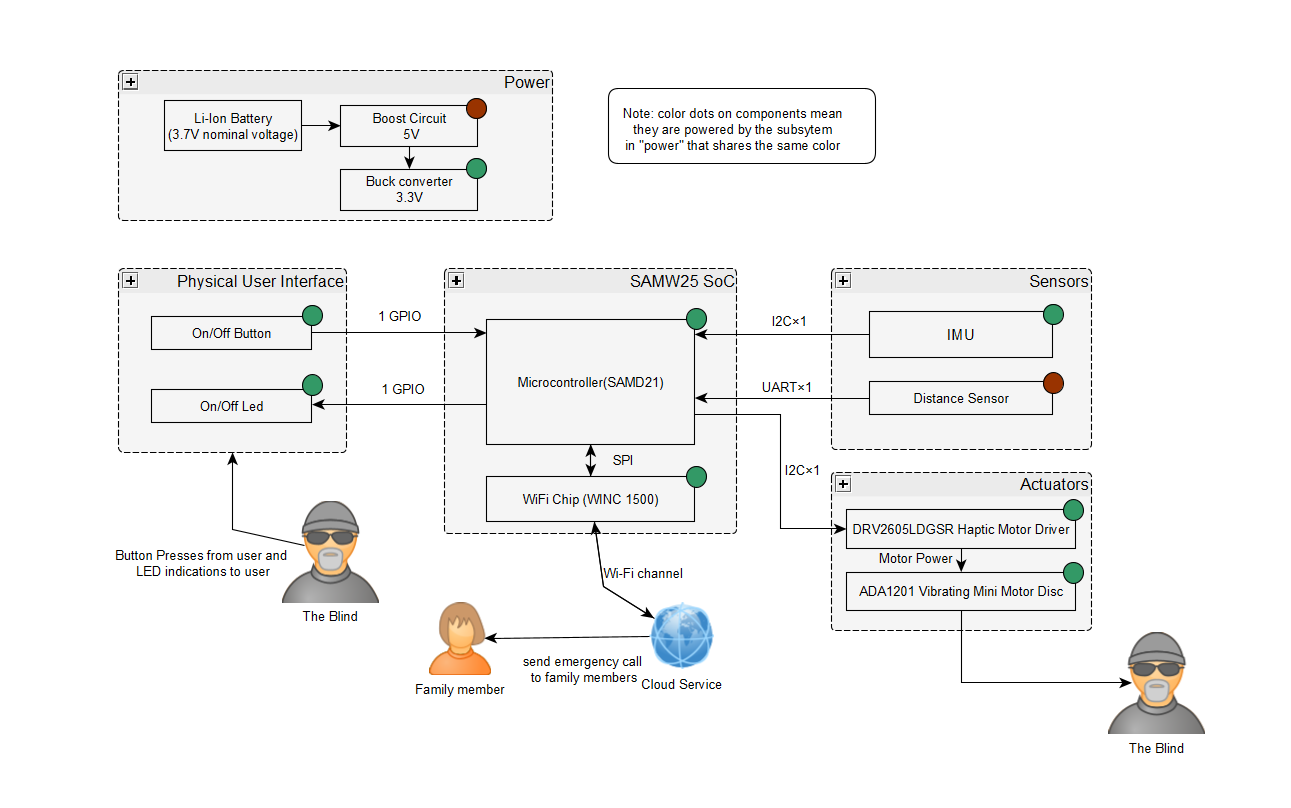 Power
Li-Ion Battery
(3.7V nominal voltage)
Boost Circuit
5V
Buck converter
3.3V
Note: color dots on components mean
they are powered by the subsytem
in "power" that shares the same color
Physical User Interface
On/Off Button
On/Off Led
1 GPIO
1 GPIO
SAMW25 SoC
Microcontroller(SAMD21)
SPI
WiFi Chip (WINC 1500)
I2C×1
UART×1
I2C×1
Sensors
IMU
Distance Sensor
Actuators
DRV2605LDGSR Haptic Motor Driver
Motor Power
ADA1201 Vibrating Mini Motor Disc
Button Presses from user and
LED indications to user
The Blind
Wi-Fi channel
send emergency call
to family members
Family member
Cloud Service
The Blind